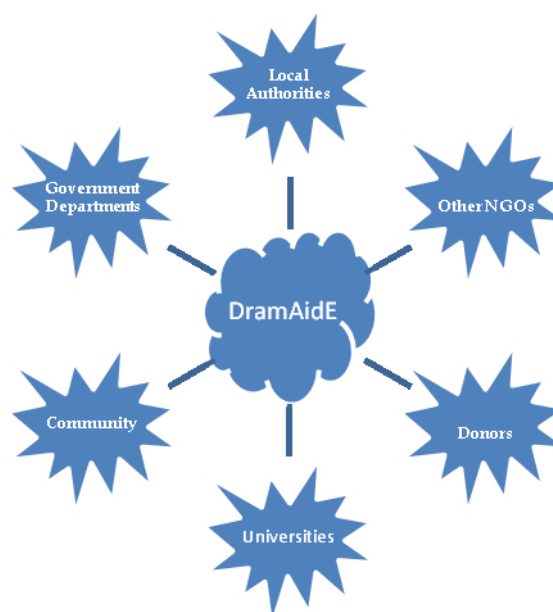 Local
Authorities
Government
Departments
Other NGOs
DramAidE
Community
Donors
Universities